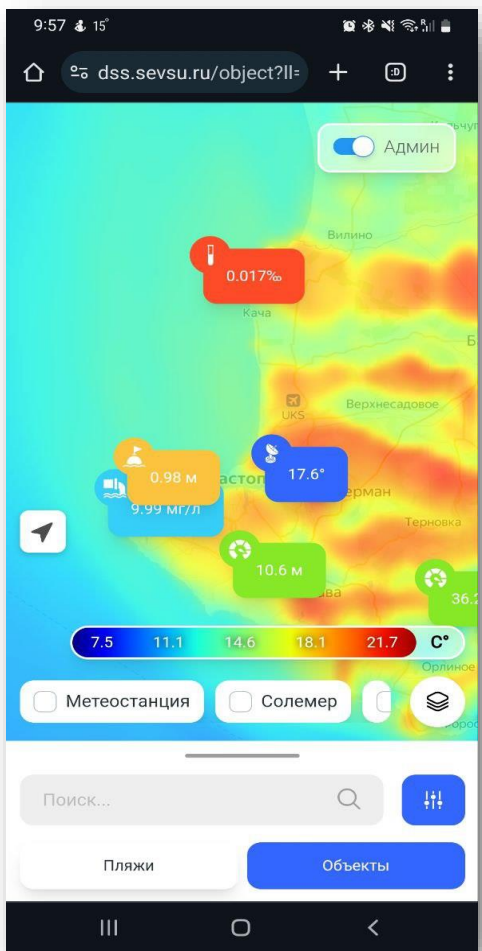 9:57 15°
dss.sevsu.ru/object?ll=
:D
Админ
Вилино
0.017‰
Кача
Верхнесадовое
UKS
0.98 м
17.6°
9.99 мг/л
Терновка
10.6 м
36.2
7.5 11.1 14.6 18.1 21.7 C°
Орлиное
Метеостанция Солемер
Поиск...
Пляжи Объекты